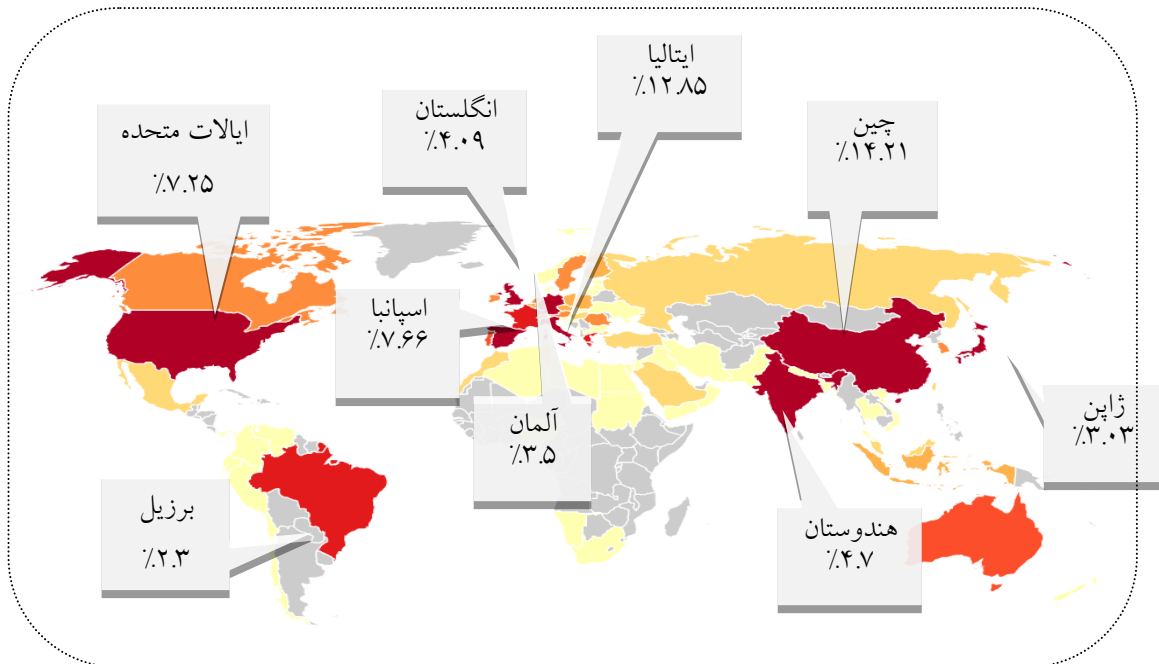 ایتالیا
٪۱۲.۸۵
انگلستان
٪۴.۰۹
چین
٪۱۴.۲۱
ایالات متحده
٪۷.۲۵
اسپانبا
٪۷.۶۶
آلمان
٪۳.۵
ژاپن
٪۳.۰۳
برزیل
٪۲.۳
هندوستان
٪۴.۷